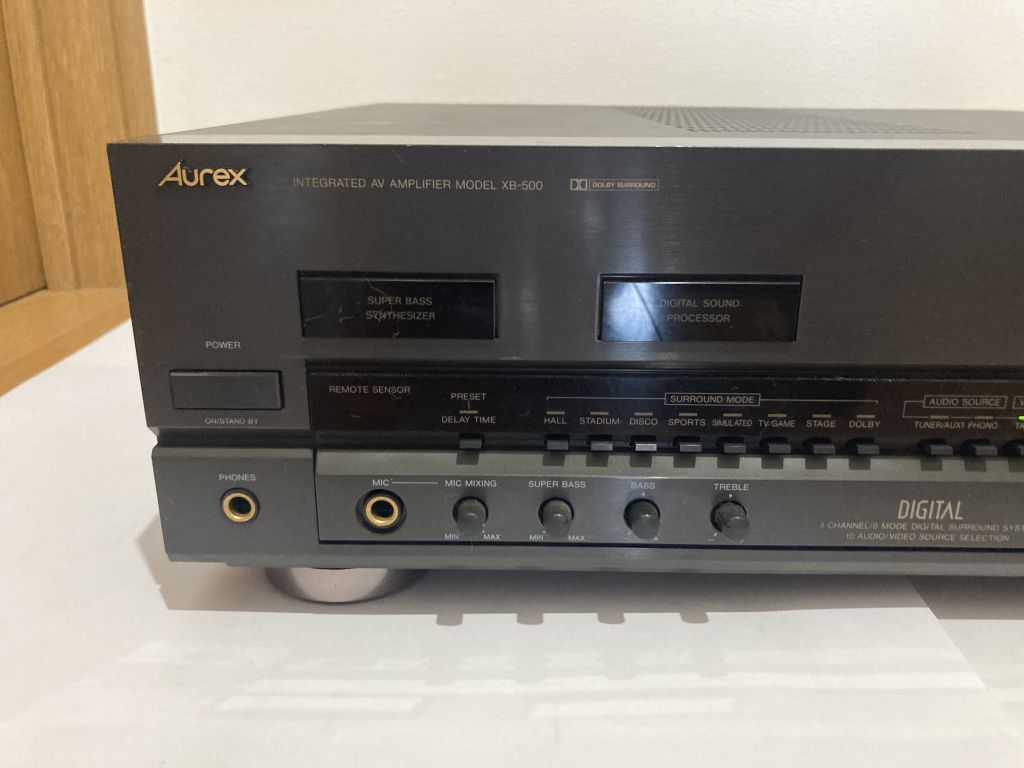 Aurex
INTEGRATED AV AMPLIFIER MODEL XB-500
DOLBY SURROUND
SUPER BASS
SYNTHESIZER
DIGITAL SOUND
PROCESSOR
POWER
ON/STAND BY
REMOTE SENSOR
PRESET
DELAY TIME
SURROUND MODE
HALL STADIUM DISCO SPORTS SIMULATED TV GAME STAGE DOLBY
AUDIO SOURCE
TUNER/AUX1 PHONO
PHONES
MIC
MIC MIXING
MIN MAX
SUPER BASS
MIN MAX
BASS
TREBLE
DIGITAL
4 CHANNEL/8 MODE DIGITAL SURROUND
10 AUDIO/VIDEO SOURCE SELECTION